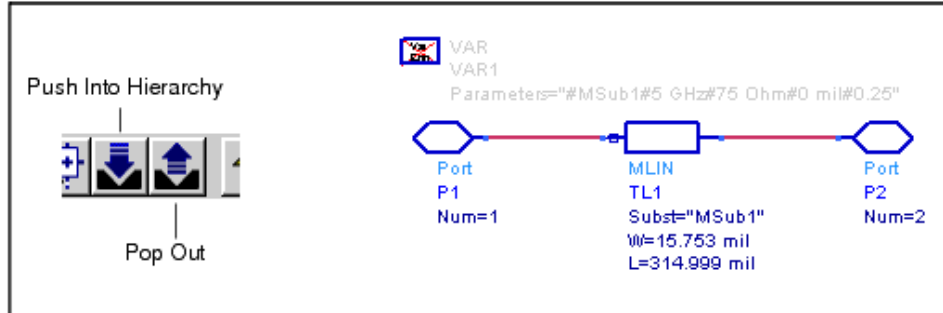 Push Into Hierarchy
Pop Out
VAR
VAR1
Parameters="#MSub1#5 GHz#75 Ohm#0 mil#0.25"
Port
P1
Num=1
MLIN
TL1
Subst="MSub1"
W=15.753 mil
L=314.999 mil
Port
P2
Num=2